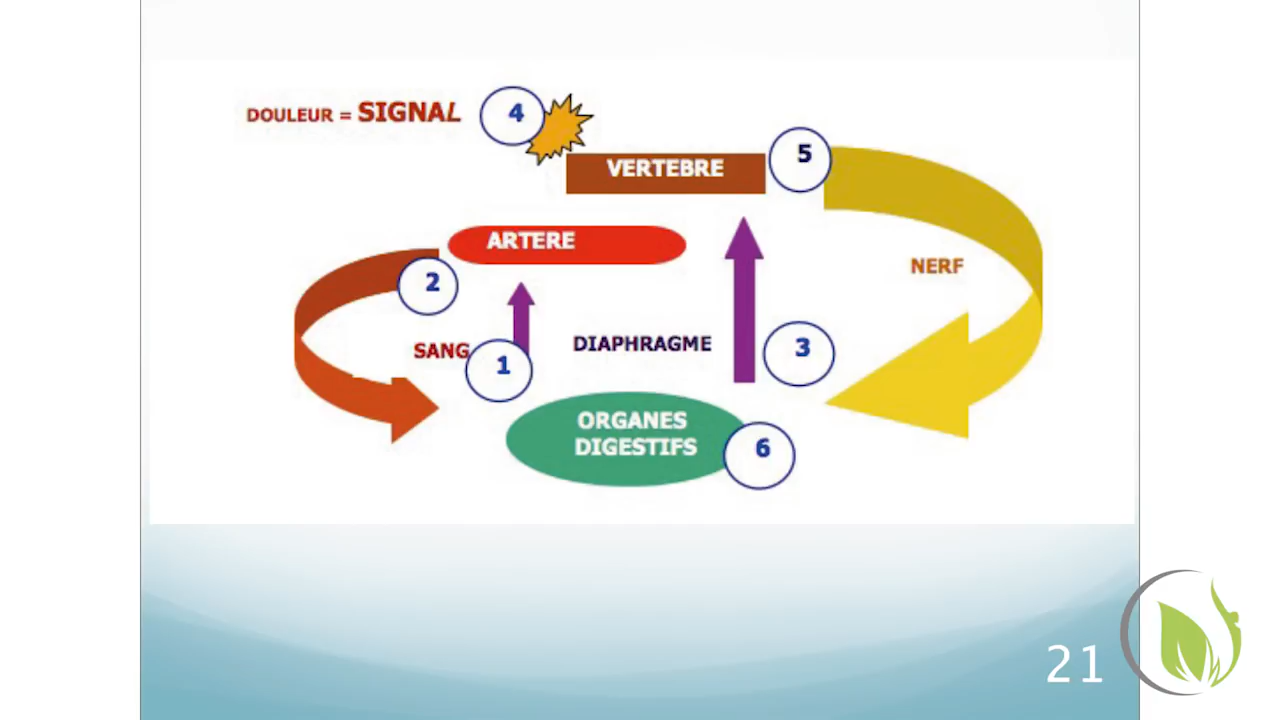 DOULEUR = SIGNAL
4
VERTEBRE
5
ARTERE
2
NERF
SANG
1
DIAPHRAGME
3
ORGANES
DIGESTIFS
6
21